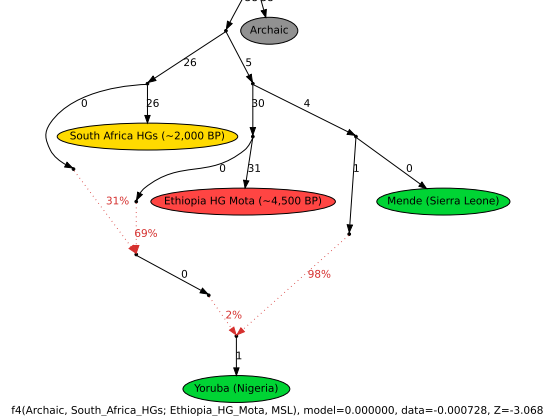 Archaic
26
5
0
26
30
4
South Africa HGs (~2,000 BP)
0
31
1
0
31%
Ethiopia HG Mota (~4,500 BP)
Mende (Sierra Leone)
69%
0
98%
2%
1
Yoruba (Nigeria)
f4(Archaic, South_Africa_HGs; Ethiopia_HG_Mota, MSL), model=0.000000, data=-0.000728, Z=-3.068